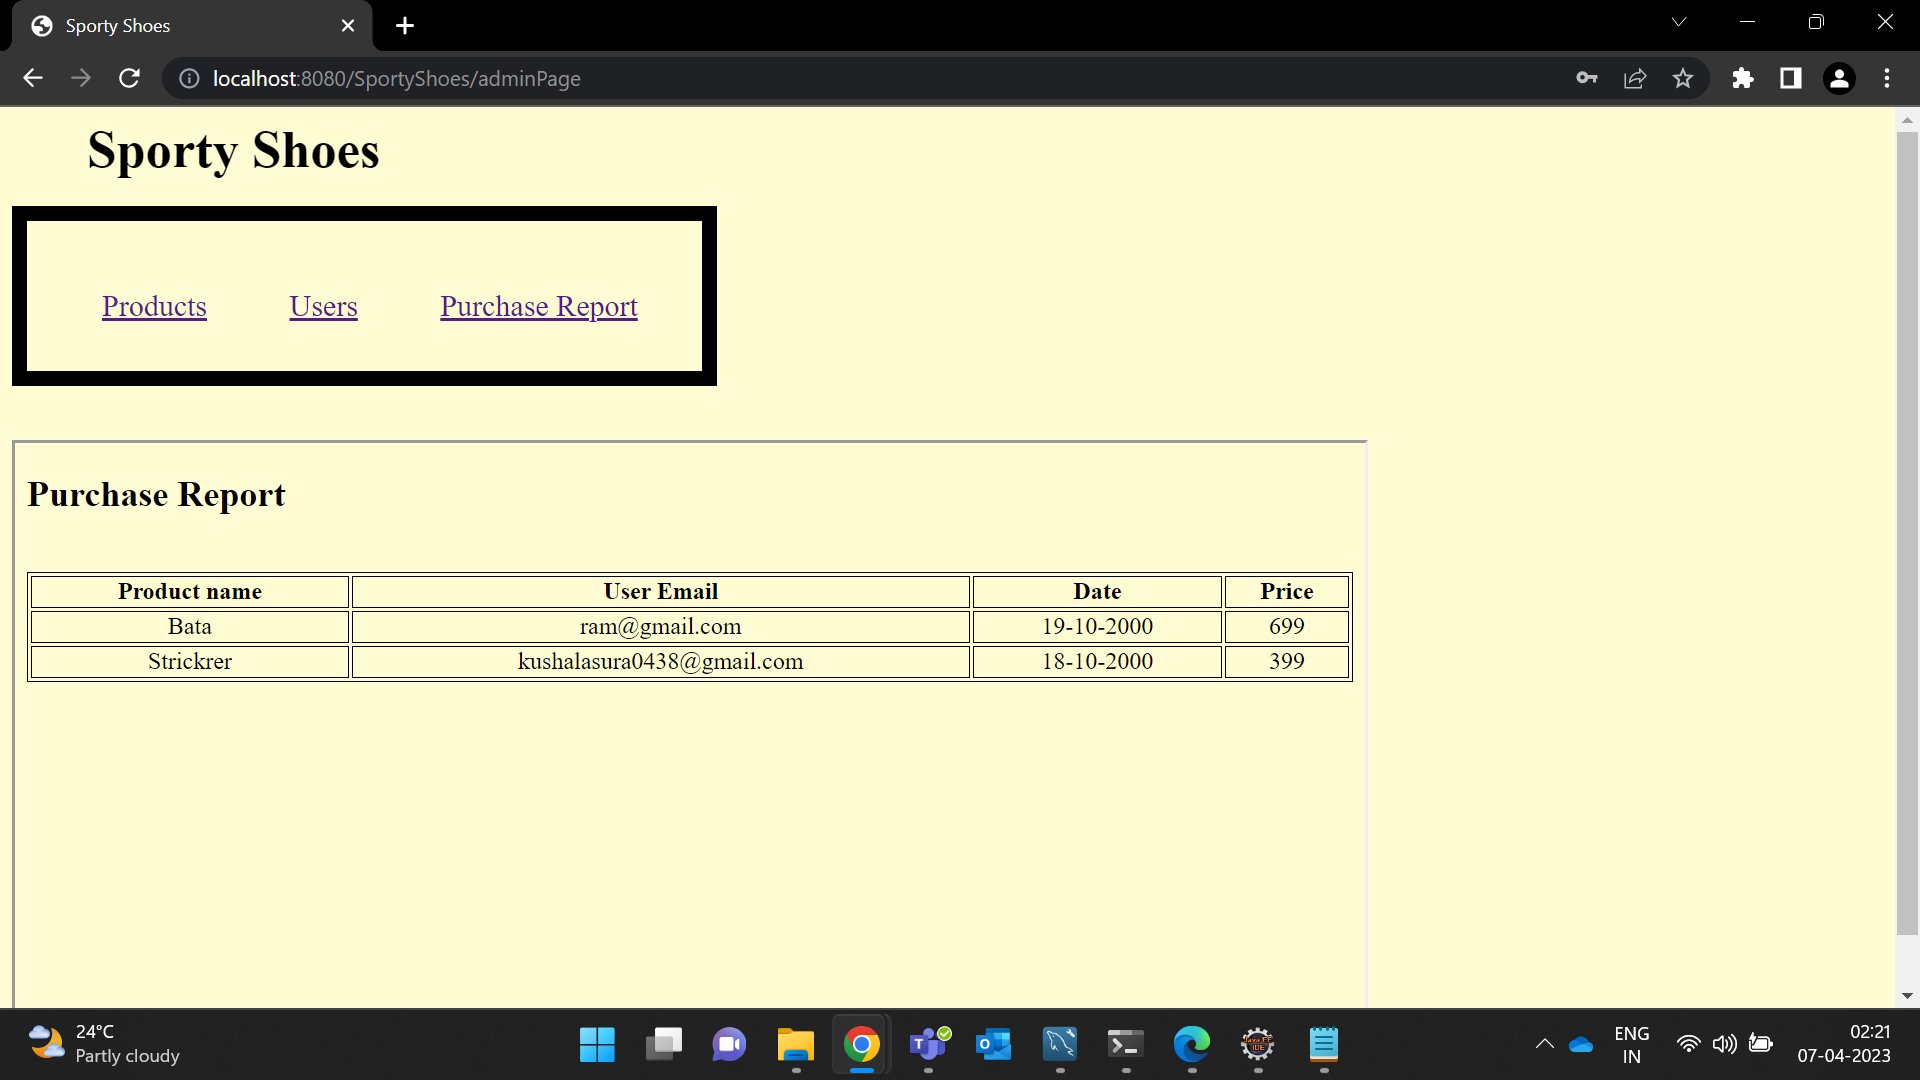 Sporty Shoes
localhost:8080/SportyShoes/adminPage
Sporty Shoes
Products Users Purchase Report
Purchase Report
Product name User Email Date Price
Bata ram@gmail.com 19-10-2000 699
Strickrer kushalasura0438@gmail.com 18-10-2000 399
24°C
Partly cloudy
ENG
IN
02:21
07-04-2023